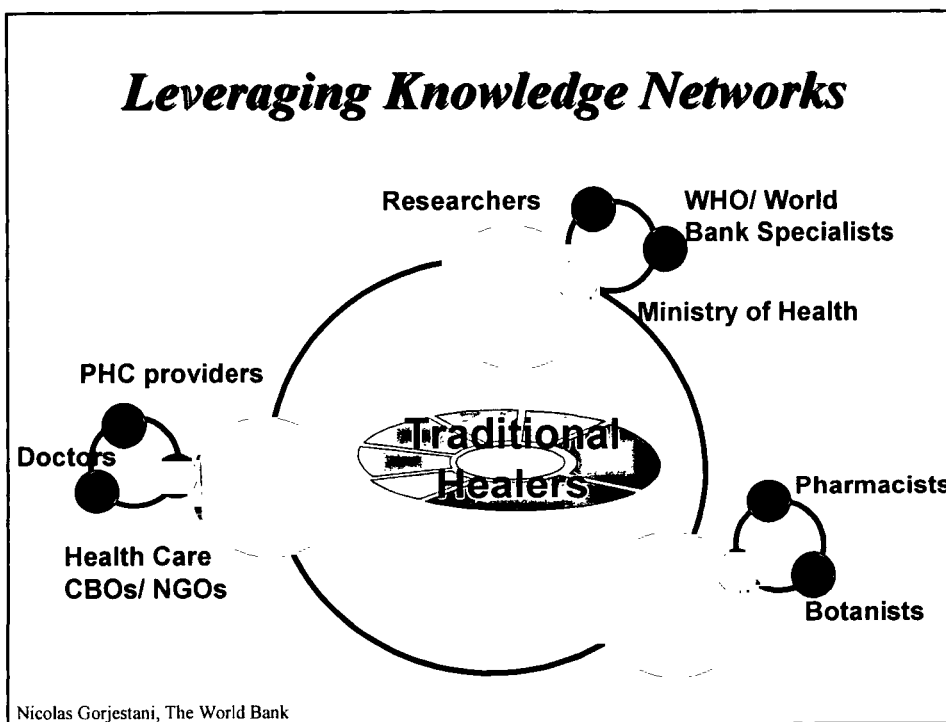 Leveraging Knowledge Networks
Researchers
WHO/ World
Bank Specialists
Ministry of Health
PHC providers
Doctors
Traditional
Healers
Pharmacists
Health Care
CBOs/ NGOs
Botanists
Nicolas Gorjestani, The World Bank